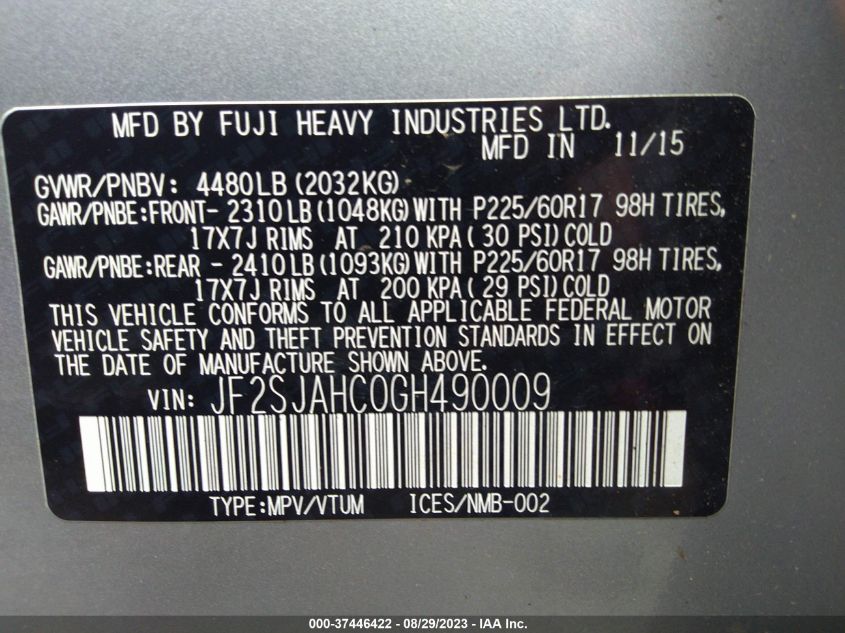 MFD BY FUJI HEAVY INDUSTRIES LTD.
MFD IN 11/15
GVWR/PNBV: 4480LB (2032KG)
GAWR/PNBE:FRONT- 2310LB (1048KG) WITH P225/60R17 98H TIRES,
17X7J RIMS AT 210 KPA (30 PSI) COLD
GAWR/PNBE:REAR - 2410LB (1093KG) WITH P225/60R17 98H TIRES,
17X7J RIMS AT 200 KPA (29 PSI) COLD
THIS VEHICLE CONFORMS TO ALL APPLICABLE FEDERAL MOTOR
VEHICLE SAFETY AND THEFT PREVENTION STANDARDS IN EFFECT ON
THE DATE OF MANUFACTURE SHOWN ABOVE.
VIN: JF2SJAHC0GH490009
TYPE:MPV/VTUM ICES/NMB-002
000-37446422 - 08/29/2023 - IAA Inc.